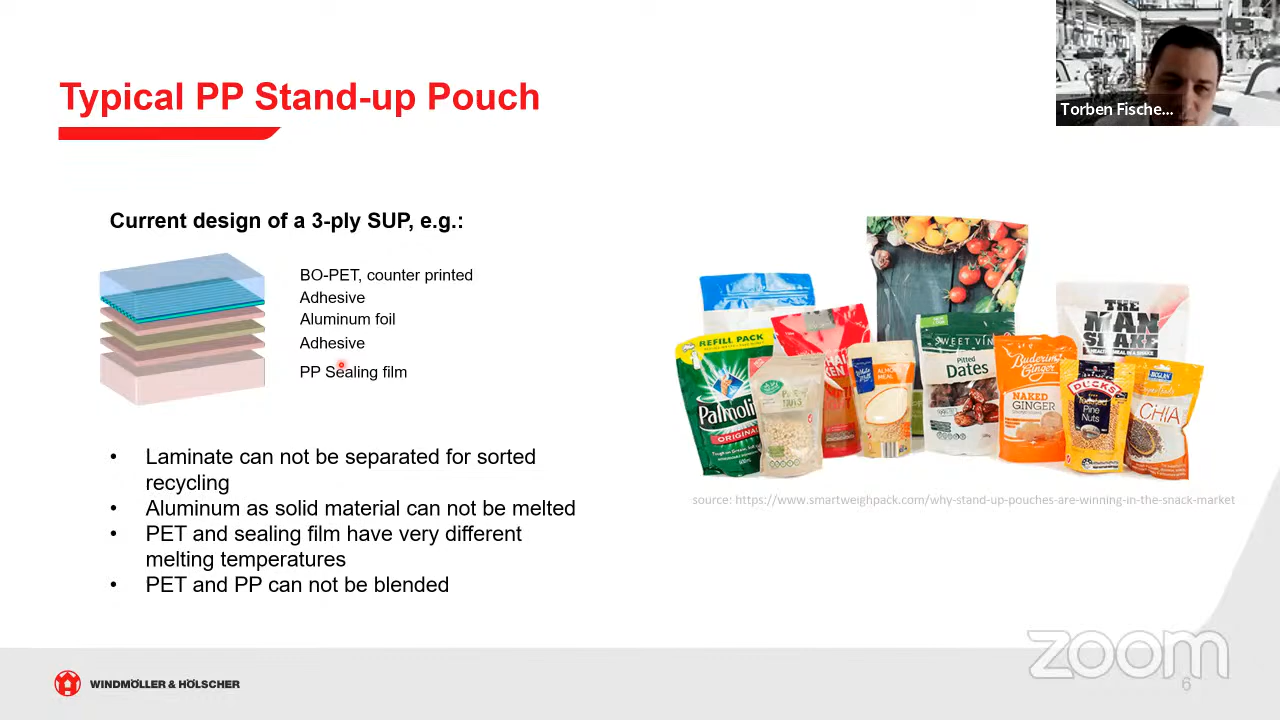 Typical PP Stand-up Pouch
Torben Fische...
Current design of a 3-ply SUP, e.g.:
BO-PET, counter printed
Adhesive
Aluminum foil
Adhesive
PP Sealing film
Laminate can not be separated for sorted
recycling
Aluminum as solid material can not be melted
PET and sealing film have very different
melting temperatures
PET and PP can not be blended
REFILL PACK
Palmoli
ORIGINAL
MEAL
SWEET VIN
Pitted
Dates
Buderim
Ginger
NAKED
GINGER
THE
MAN
SHAKE
DUCKS
Pine
Nuts
CHIA
source: https://www.smartweighpack.com/why-stand-up-pouches-are-winning-in-the-snack-market
zoom
WINDMÖLLER & HÖLSCHER
6